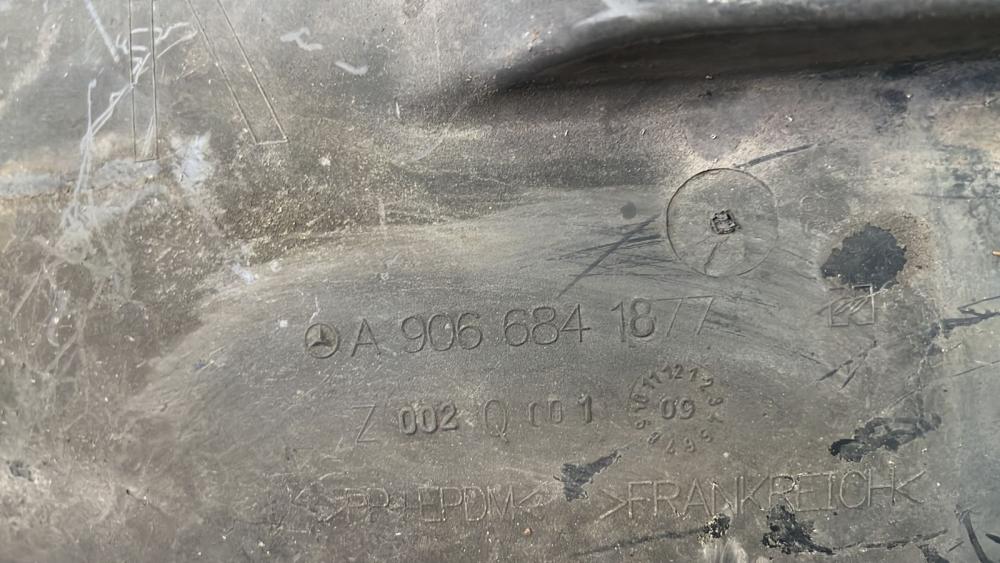 A 906 684 1877
Z 002 Q 001
09
>PP+EPDM<
>FRANKREICH<